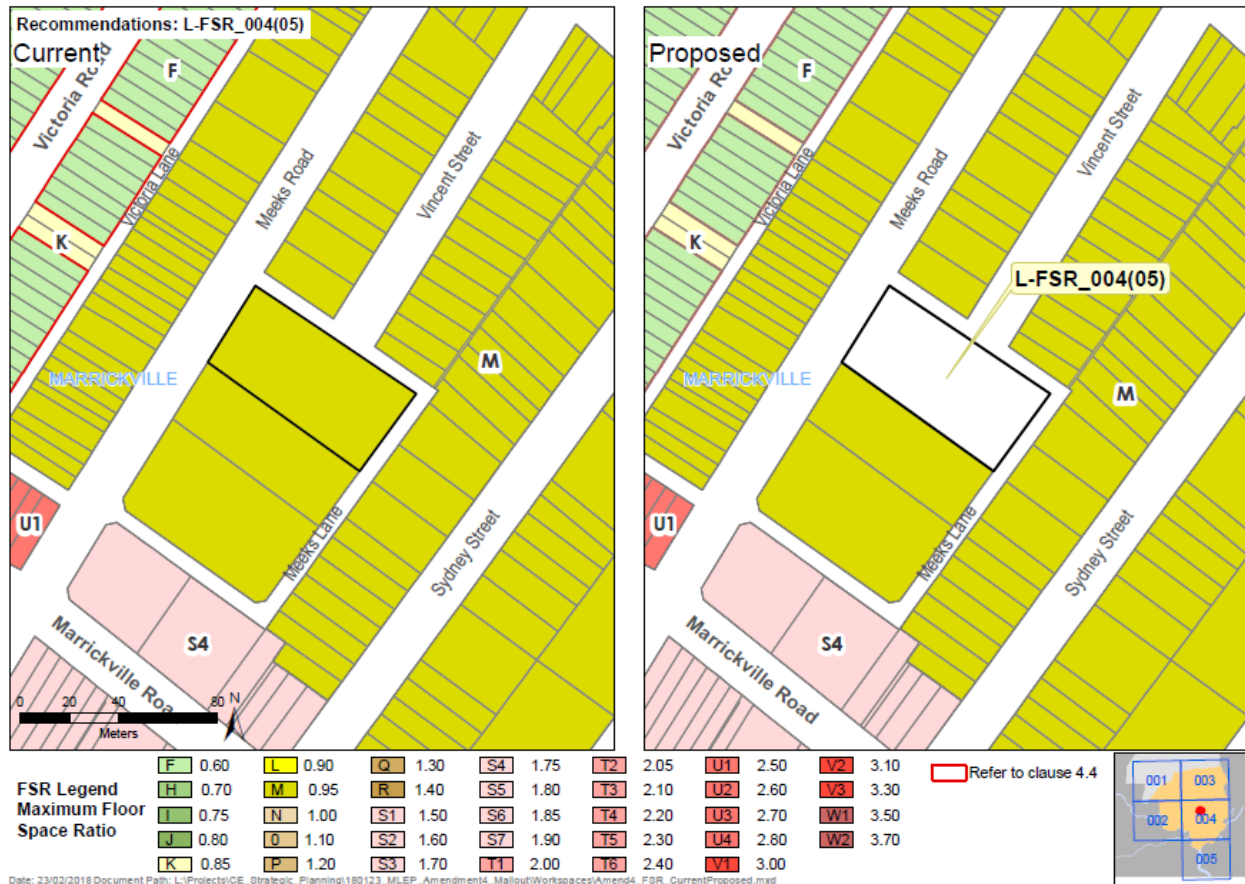 Recommendations: L-FSR_004(05)
Current
Victoria Road
F
Victoria Lane
Meeks Road
Vincent Street
K
MARRICKVILLE
M
U1
Meeks Lane
Sydney Street
S4
Marrickville Roa
0 20 40 80
Meters
N
Proposed
Victoria Roa
F
Victoria Lane
Meeks Road
Vincent Street
K
L-FSR_004(05)
MARRICKVILLE
M
U1
Meeks Lane
Sydney Street
S4
Marrickville Road
FSR Legend
Maximum Floor
Space Ratio
F 0.60
H 0.70
I 0.75
J 0.80
K 0.85
L 0.90
M 0.95
N 1.00
0 1.10
P 1.20
Q 1.30
R 1.40
S1 1.50
S2 1.60
S3 1.70
S4 1.75
S5 1.80
S6 1.85
S7 1.90
T1 2.00
T2 2.05
T3 2.10
T4 2.20
T5 2.30
T6 2.40
U1 2.50
U2 2.60
U3 2.70
U4 2.80
V1 3.00
V2 3.10
V3 3.30
W1 3.50
W2 3.70
Refer to clause 4.4
001 003
002 004
005
Date: 23/02/2018 Document Path: L:\Projects\CE_Strategic_Planning\180123_MLEP_Amendment4_Mailout\Workspaces\Amend4_FSR_CurrentProposed.mxd